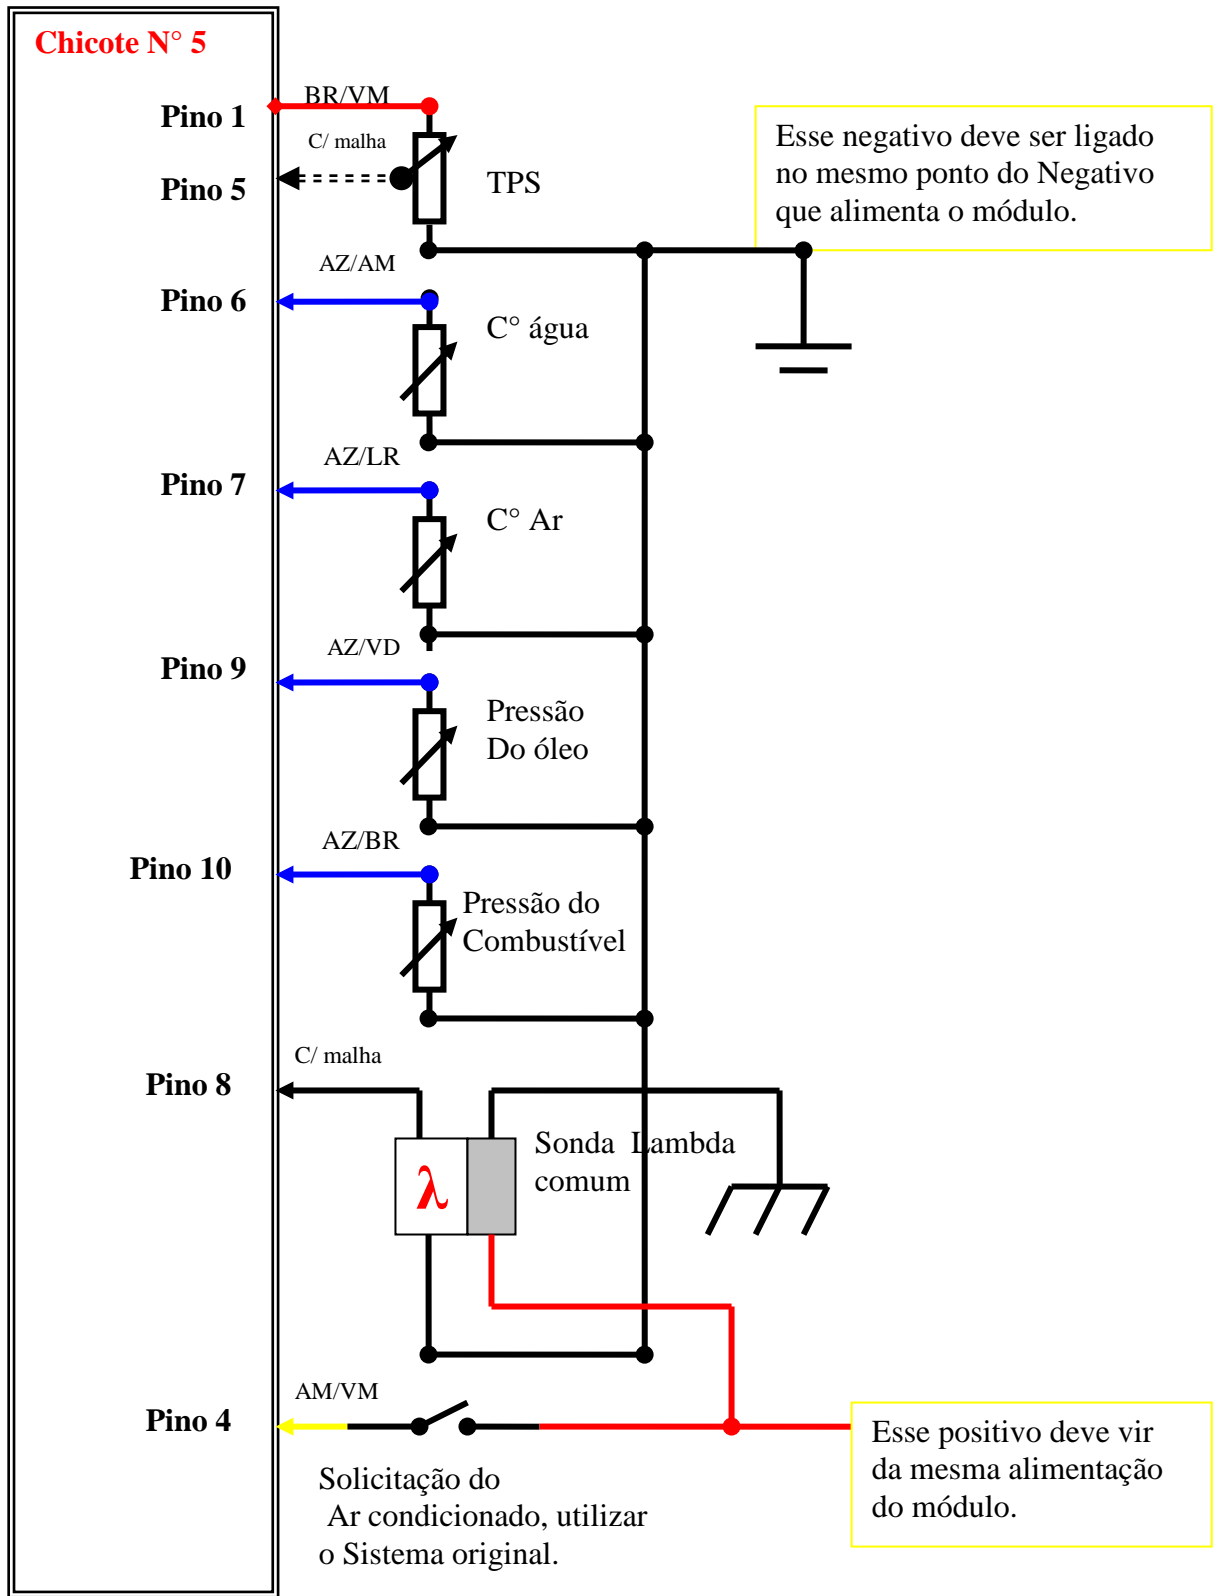 Chicote N° 5
BR/VM
Pino 1
C/ malha
Pino 5
TPS
Esse negativo deve ser ligado
no mesmo ponto do Negativo
que alimenta o módulo.
AZ/AM
Pino 6
C° água
AZ/LR
Pino 7
C° Ar
AZ/VD
Pino 9
Pressão
Do óleo
AZ/BR
Pino 10
Pressão do
Combustível
C/ malha
Pino 8
λ
Sonda Lambda
comum
AM/VM
Pino 4
Solicitação do
Ar condicionado, utilizar
o Sistema original.
Esse positivo deve vir
da mesma alimentação
do módulo.